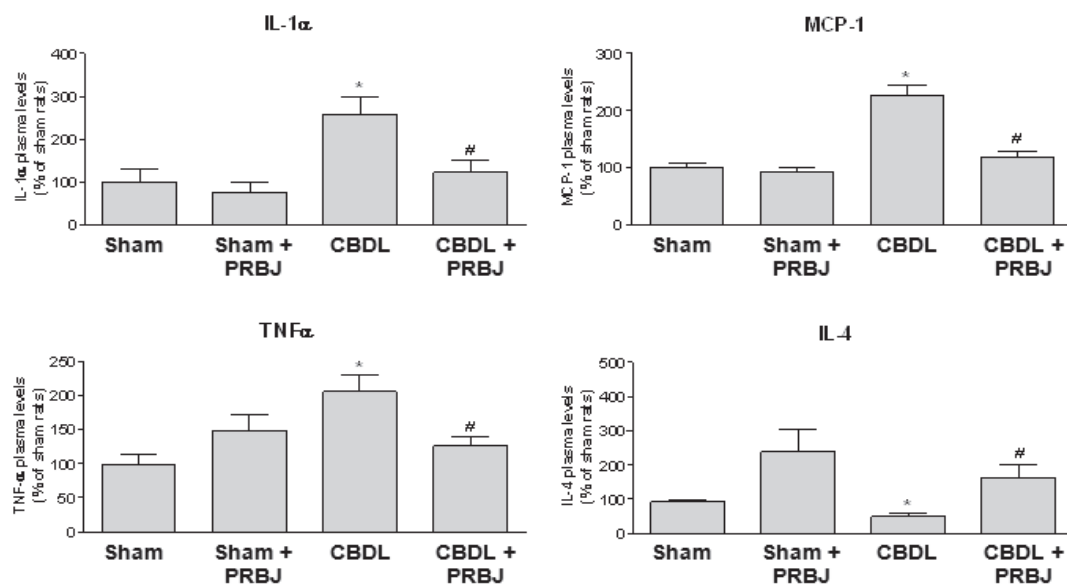 IL-1α
IL-1α plasma levels
(% of sham rats)
400
300
200
100
0
*
#
Sham
Sham +
PRBJ
CBDL
CBDL +
PRBJ
MCP-1
MCP-1 plasma levels
(% of sham rats)
300
200
100
0
*
#
Sham
Sham +
PRBJ
CBDL
CBDL +
PRBJ
TNFα
TNF-α plasma levels
(% of sham rats)
250
200
150
100
50
0
*
#
Sham
Sham +
PRBJ
CBDL
CBDL +
PRBJ
IL-4
IL-4 plasma levels
(% of sham rats)
500
400
300
200
100
0
*
#
Sham
Sham +
PRBJ
CBDL
CBDL +
PRBJ